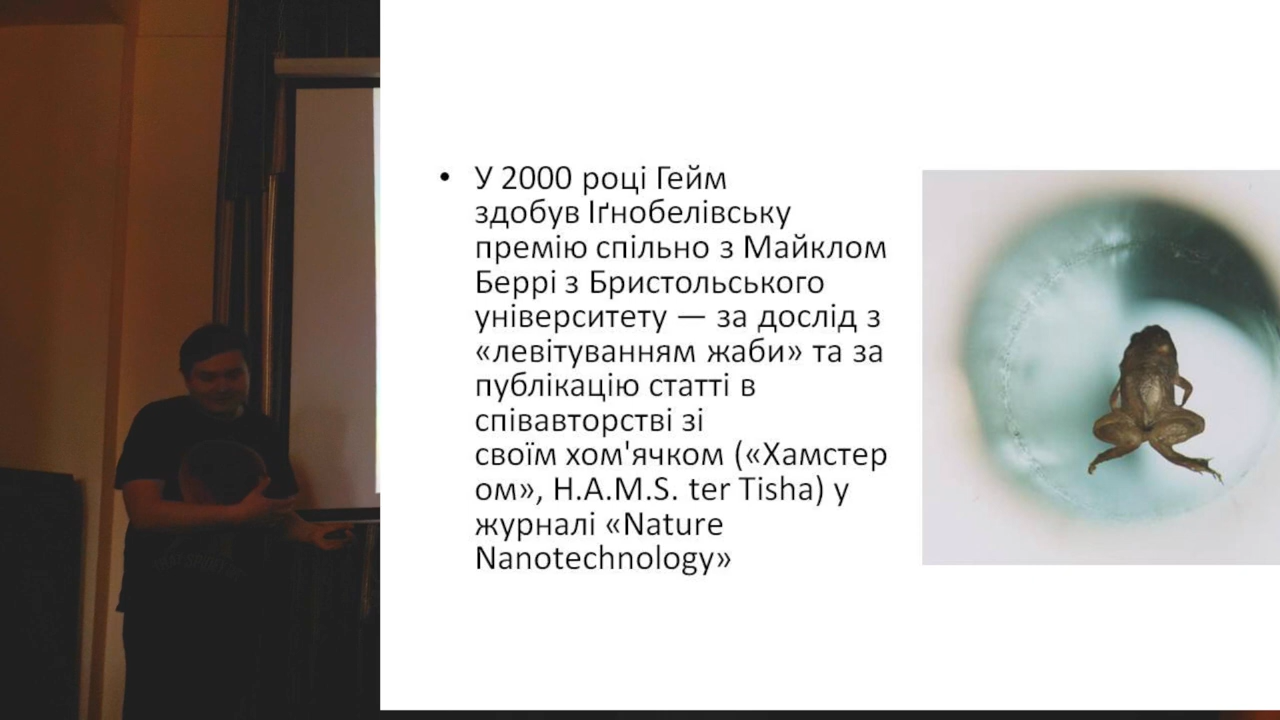 • У 2000 році Гейм
здобув Іґнобелівську
премію спільно з Майклом
Беррі з Бристольського
університету — за дослід з
«левітуванням жаби» та за
публікацію статті в
співавторстві зі
своїм хом'ячком («Хамстер
ом», H.A.M.S. ter Tisha) у
журналі «Nature
Nanotechnology»